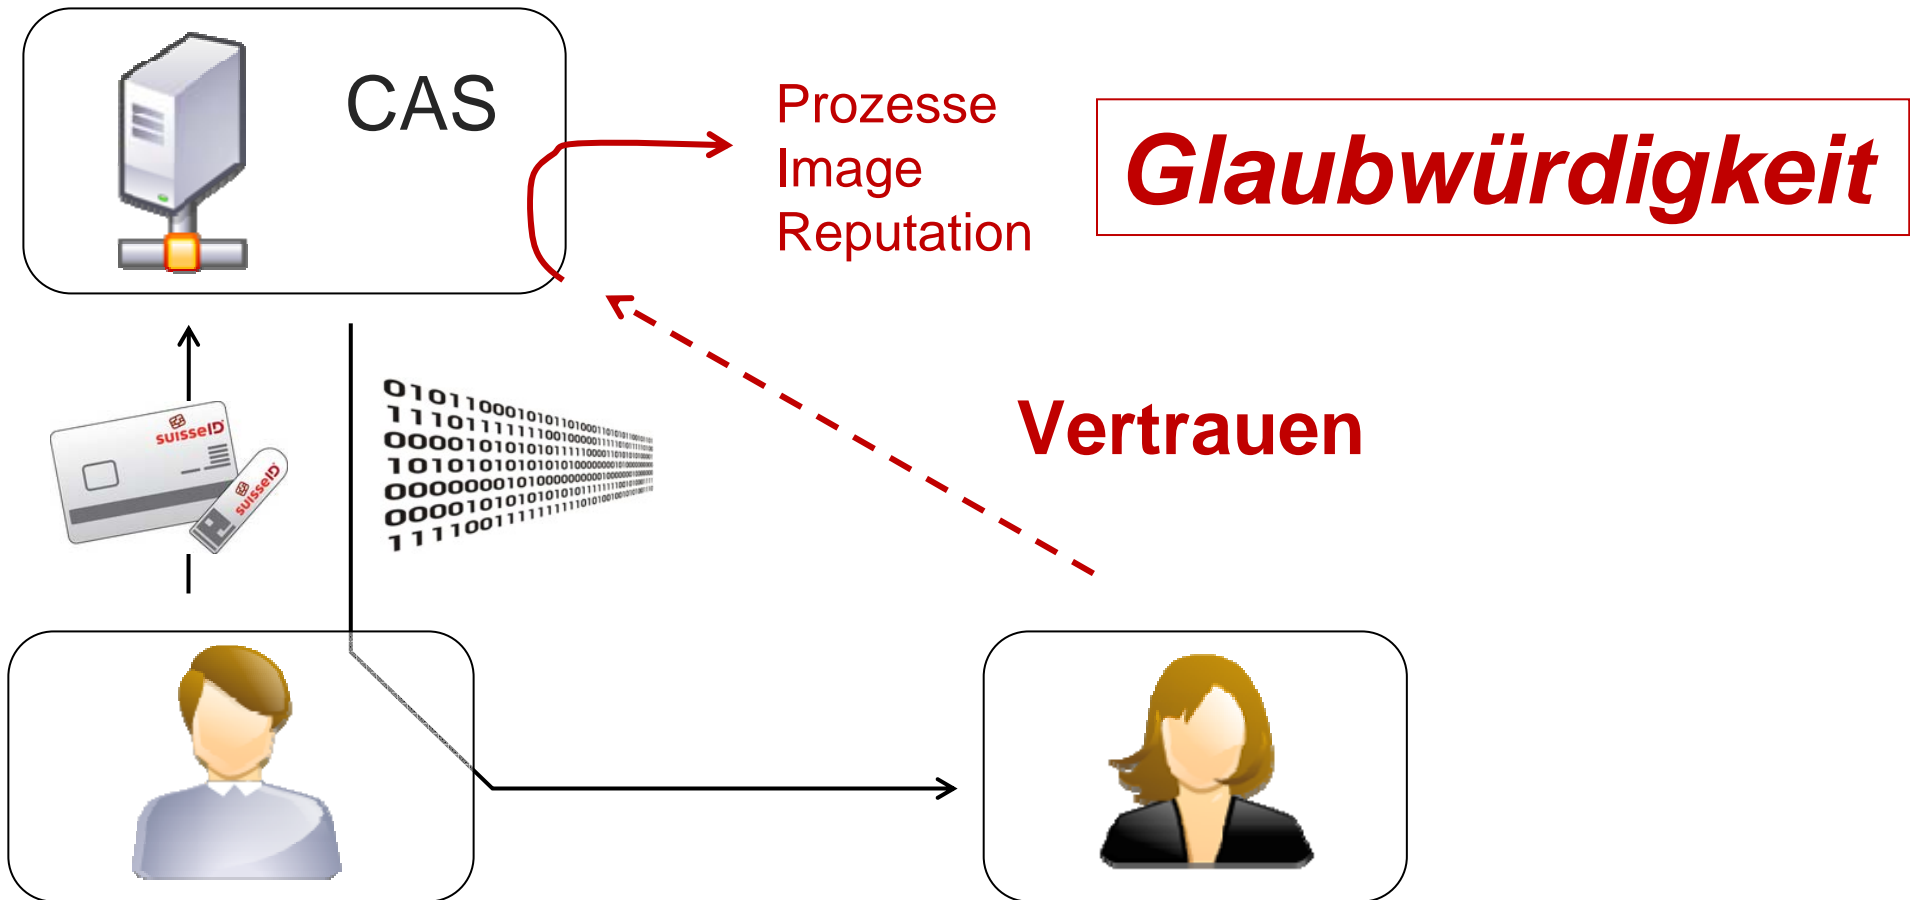 CAS
Prozesse
Image
Reputation
Glaubwürdigkeit
suisseID
suisseID
Vertrauen